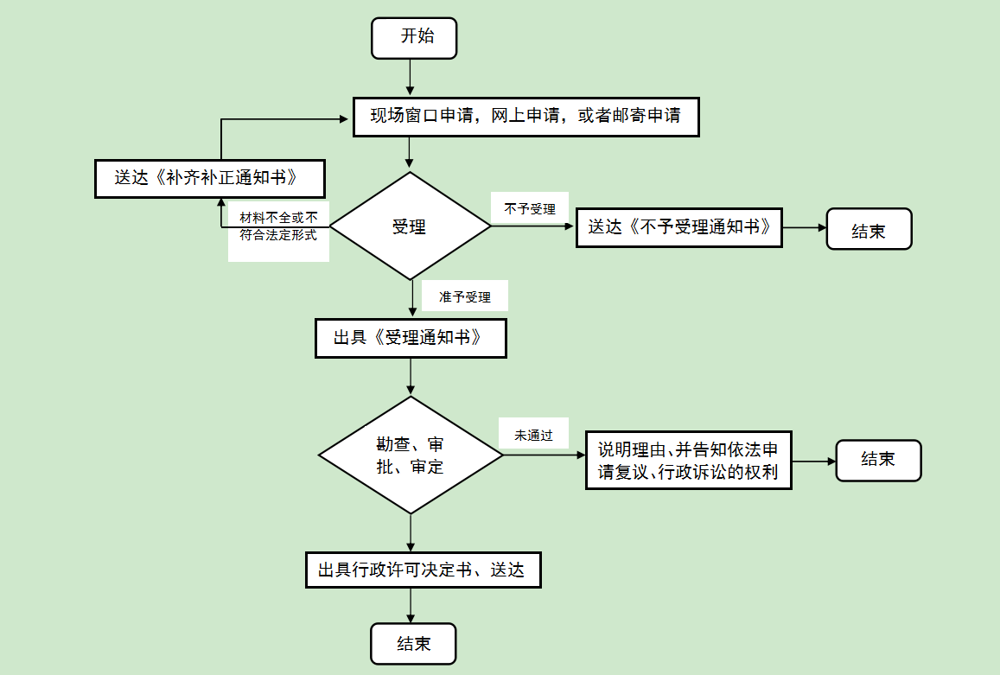 开始
现场窗口申请，网上申请，或者邮寄申请
送达《补齐补正通知书》
材料不全或不
符合法定形式
受理
不予受理
送达《不予受理通知书》
结束
准予受理
出具《受理通知书》
勘查、审
批、审定
未通过
说明理由、并告知依法申
请复议、行政诉讼的权利
结束
出具行政许可决定书、送达
结束